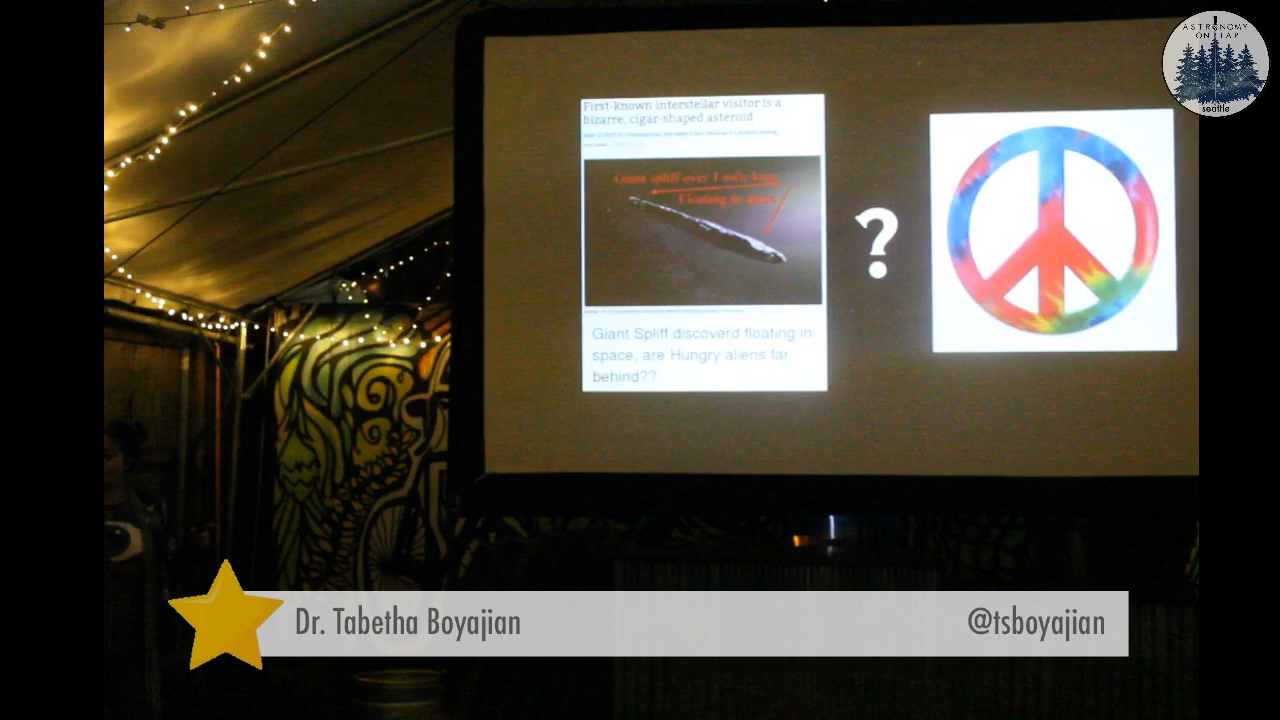 ASTRONOMY
ON TAP
seattle
First-known interstellar visitor is a
bizarre, cigar-shaped asteroid
Giant spliff over 1 mile long
Floating in space
?
Giant Spliff discoverd floating in
space, are Hungry aliens far
behind??
Dr. Tabetha Boyajian
@tsboyajian